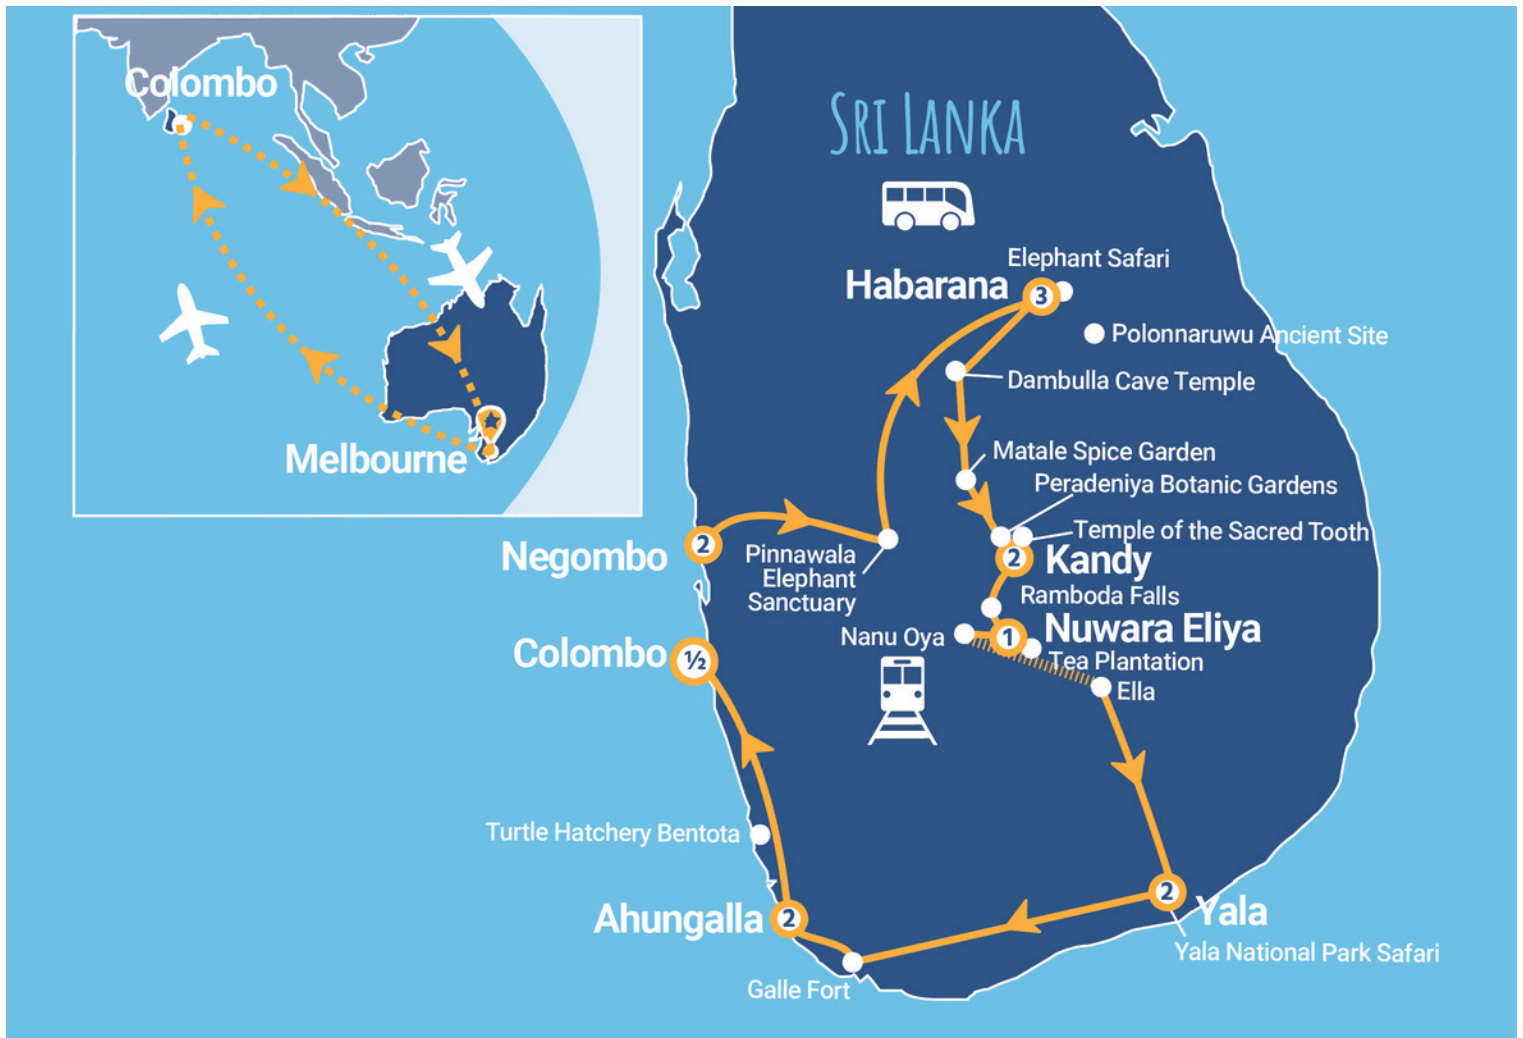 Colombo
Melbourne
SRI LANKA
Elephant Safari
Habarana
3
Polonnaruwu Ancient Site
Dambulla Cave Temple
Matale Spice Garden
Peradeniya Botanic Gardens
Temple of the Sacred Tooth
Negombo
2
Pinnawala
Elephant
Sanctuary
2
Kandy
Ramboda Falls
Nanu Oya
1
Nuwara Eliya
Tea Plantation
Ella
Colombo
½
Turtle Hatchery Bentota
Ahungalla
2
2
Yala
Yala National Park Safari
Galle Fort